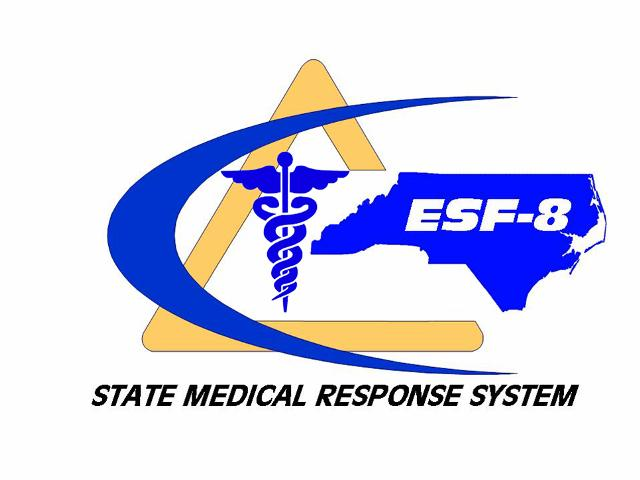 ESF-8
STATE MEDICAL RESPONSE SYSTEM